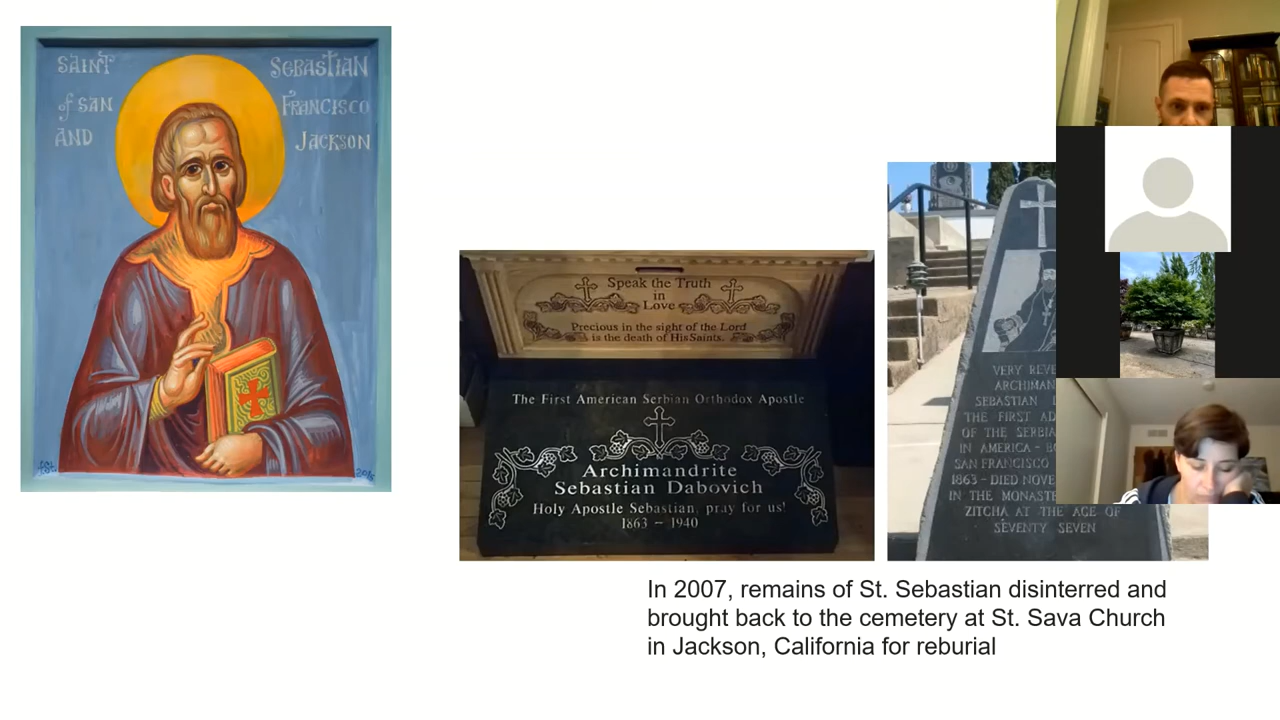 SAINT SEBASTIAN
of SAN FRANCISCO
AND JACKSON
2016
Speak the Truth
in
Love
Precious in the sight of the Lord
is the death of His Saints.
The First American Serbian Orthodox Apostle
Archimandrite
Sebastian Dabovich
Holy Apostle Sebastian, pray for us!
1863 ~ 1940
VERY
ARCHIMAN
SEBASTIAN
THE FIRST
OF THE SERBIA
IN AMERICA -
SAN FRANCISCO
1863 - DIED NOVE
IN THE MONASTE
ZITCHA AT THE AGE OF
SEVENTY SEVEN
In 2007, remains of St. Sebastian disinterred and
brought back to the cemetery at St. Sava Church
in Jackson, California for reburial